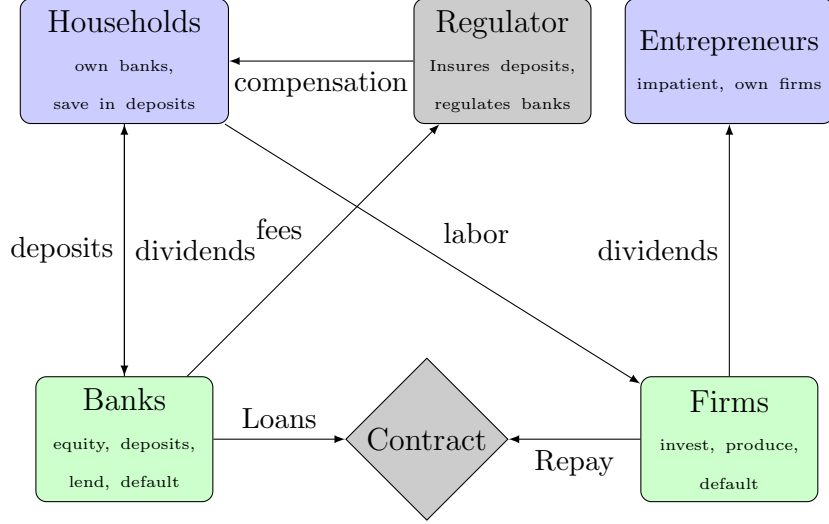 Households
own banks,
save in deposits
Regulator
Insures deposits,
regulates banks
Entrepreneurs
impatient, own firms
compensation
deposits
dividends
fees
labor
dividends
Banks
equity, deposits,
lend, default
Loans
Contract
Repay
Firms
invest, produce,
default